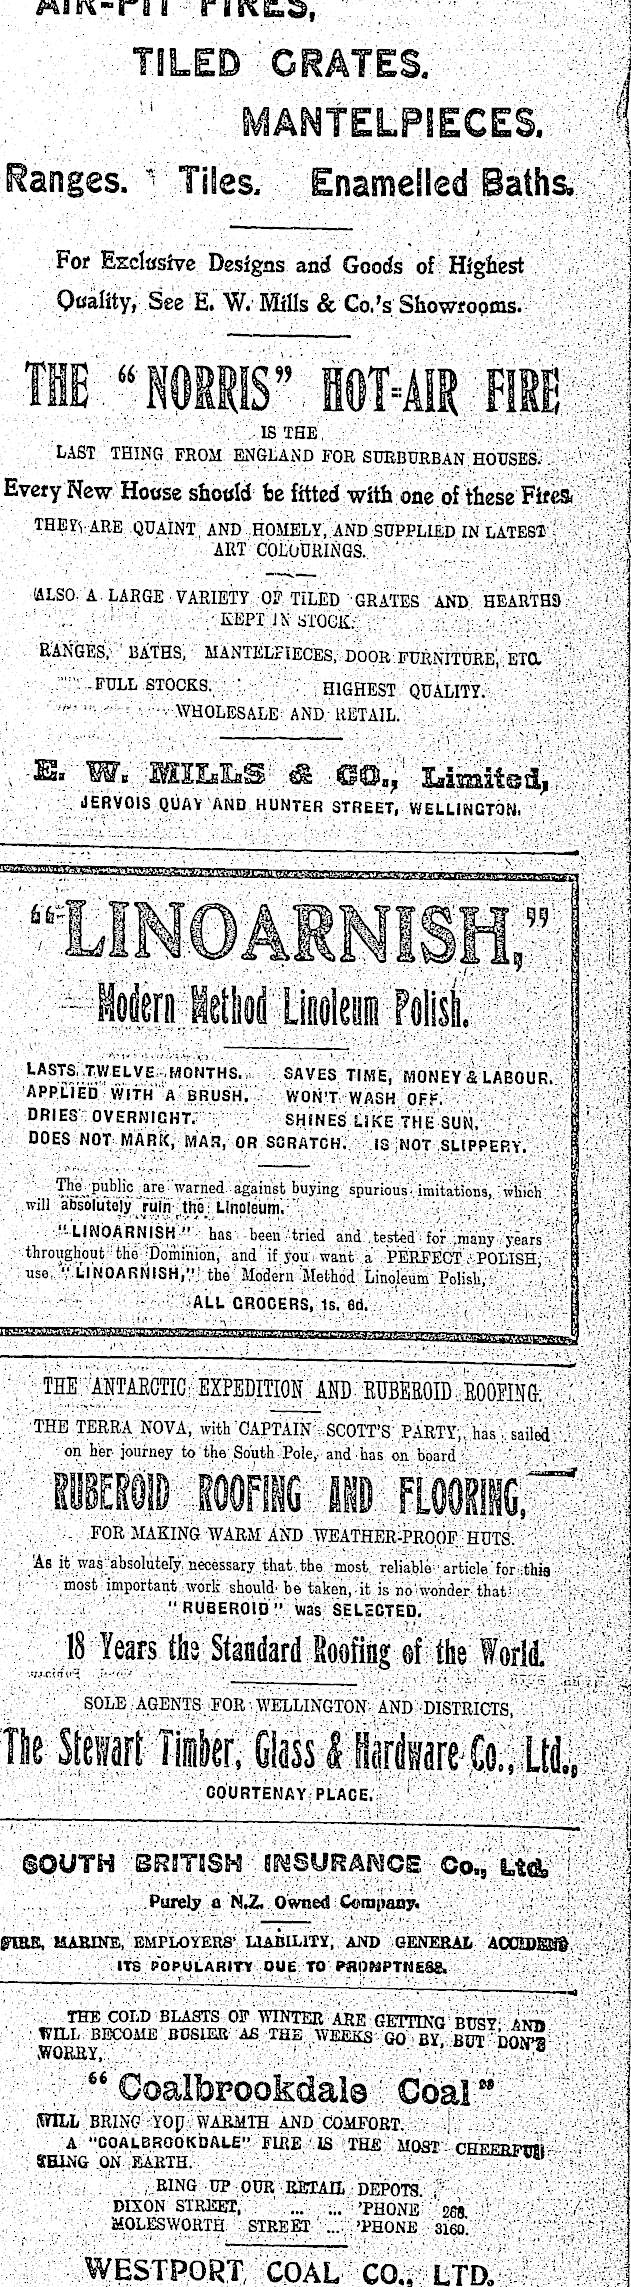 AIR-PIT FIRES,
TILED GRATES.
MANTELPIECES.
Ranges. Tiles. Enamelled Baths.
For Exclusive Designs and Goods of Highest
Quality, See E. W. Mills & Co.'s Showrooms.
THE "NORRIS" HOT-AIR FIRE
IS THE
LAST THING FROM ENGLAND FOR SURBURBAN HOUSES.
Every New House should be fitted with one of these Fires.
THEY ARE QUAINT AND HOMELY, AND SUPPLIED IN LATEST
ART COLOURINGS.
ALSO A LARGE VARIETY OF TILED GRATES AND HEARTHS
KEPT IN STOCK.
RANGES, BATHS, MANTELPIECES, DOOR FURNITURE, ETC.
FULL STOCKS. HIGHEST QUALITY.
WHOLESALE AND RETAIL.
E. W. MILLS & CO., Limited,
JERVOIS QUAY AND HUNTER STREET, WELLINGTON.
"LINOARNISH,"
Modern Method Linoleum Polish.
LASTS TWELVE MONTHS. SAVES TIME, MONEY & LABOUR.
APPLIED WITH A BRUSH. WON'T WASH OFF.
DRIES OVERNIGHT. SHINES LIKE THE SUN.
DOES NOT MARK, MAR, OR SCRATCH. IS NOT SLIPPERY.
The public are warned against buying spurious imitations, which
will absolutely ruin the Linoleum.
"LINOARNISH" has been tried and tested for many years
throughout the Dominion, and if you want a PERFECT POLISH,
use "LINOARNISH," the Modern Method Linoleum Polish,
ALL GROCERS, 1s. 6d.
THE ANTARCTIC EXPEDITION AND RUBEROID ROOFING.
THE TERRA NOVA, with CAPTAIN SCOTT'S PARTY, has sailed
on her journey to the South Pole, and has on board
RUBEROID ROOFING AND FLOORING,
FOR MAKING WARM AND WEATHER-PROOF HUTS.
As it was absolutely necessary that the most reliable article for this
most important work should be taken, it is no wonder that
"RUBEROID" was SELECTED.
18 Years the Standard Roofing of the World.
SOLE AGENTS FOR WELLINGTON AND DISTRICTS,
The Stewart Timber, Glass & Hardware Co., Ltd.,
COURTENAY PLACE.
SOUTH BRITISH INSURANCE Co., Ltd.
Purely a N.Z. Owned Company.
FIRE, MARINE, EMPLOYERS' LIABILITY, AND GENERAL ACCIDENT
ITS POPULARITY DUE TO PROMPTNESS.
THE COLD BLASTS OF WINTER ARE GETTING BUSY, AND
WILL BECOME BUSIER AS THE WEEKS GO BY, BUT DON'T
WORRY,
"Coalbrookdale Coal"
WILL BRING YOU WARMTH AND COMFORT.
A "COALBROOKDALE" FIRE IS THE MOST CHEERFUL
THING ON EARTH.
RING UP OUR RETAIL DEPOTS.
DIXON STREET, ... ... 'PHONE 268.
MOLESWORTH STREET ... 'PHONE 3160.
WESTPORT COAL CO., LTD.